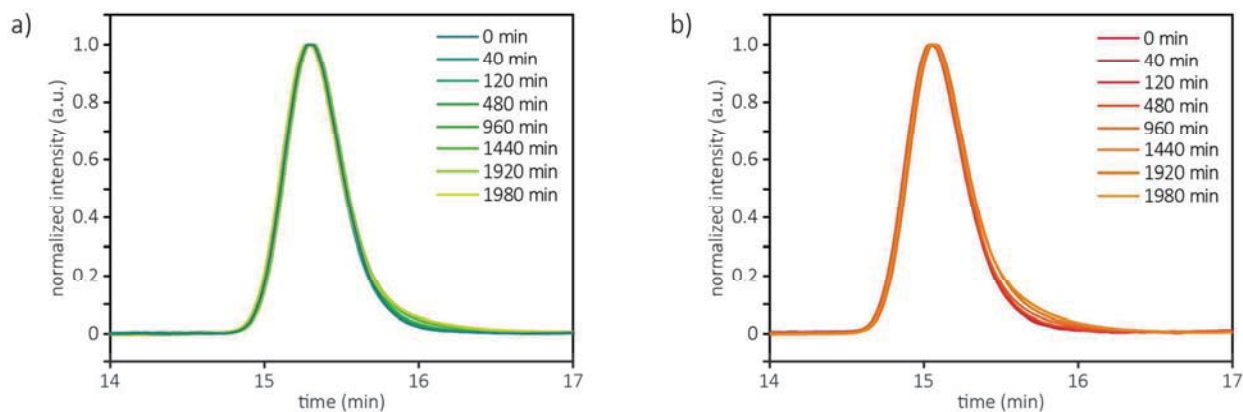 a)
normalized intensity (a.u.)
1.0
0.8
0.6
0.4
0.2
0
0 min
40 min
120 min
480 min
960 min
1440 min
1920 min
1980 min
14 15 16 17
time (min)
b)
normalized intensity (a.u.)
1.0
0.8
0.6
0.4
0.2
0
0 min
40 min
120 min
480 min
960 min
1440 min
1920 min
1980 min
14 15 16 17
time (min)